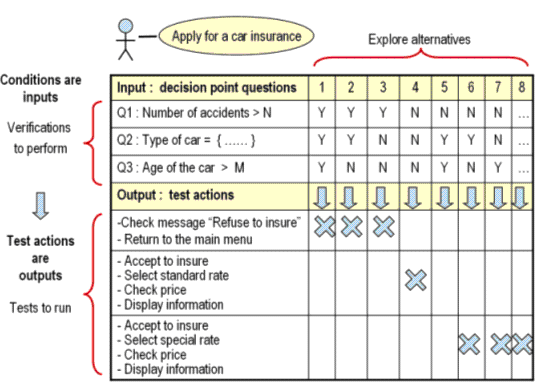 Apply for a car insurance
Explore alternatives
Conditions are
inputs
Verifications
to perform
Test actions
are
outputs
Tests to run
Input : decision point questions 1 2 3 4 5 6 7 8
Q1 : Number of accidents > N Y Y Y N N N N ...
Q2 : Type of car = { ...... } Y Y N N Y Y N ...
Q3 : Age of the car > M Y N N N Y N Y ...
Output : test actions
-Check message "Refuse to insure"
- Return to the main menu
- Accept to insure
- Select standard rate
- Check price
- Display information
- Accept to insure
- Select special rate
- Check price
- Display information